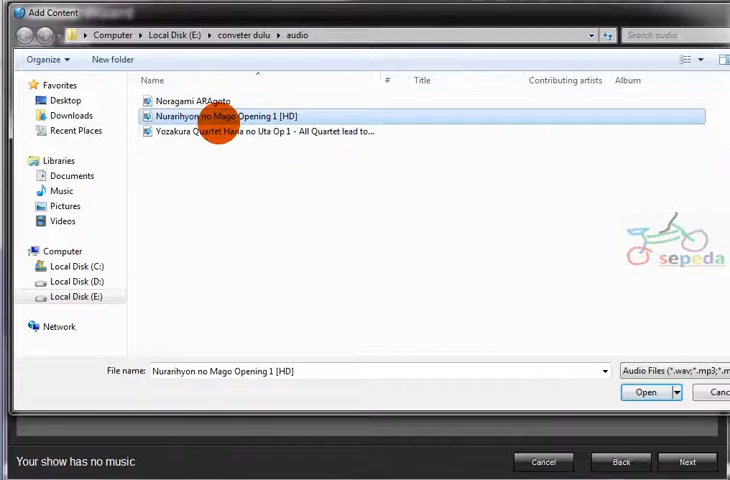 Add Content
Computer Local Disk (E:) conveter dulu audio
Search audio
Organize New folder
Name # Title Contributing artists Album
Favorites
Desktop
Downloads
Recent Places
Libraries
Documents
Music
Pictures
Videos
Computer
Local Disk (C:)
Local Disk (D:)
Local Disk (E:)
Network
Noragami ARAgoto
Nurarihyon no Mago Opening 1 [HD]
Yozakura Quartet Hana no Uta Op 1 - All Quartet lead to...
sepeda
File name: Nurarihyon no Mago Opening 1 [HD]
Audio Files (*.wav;*.mp3;*.m
Open Canc
Your show has no music
Cancel Back Next